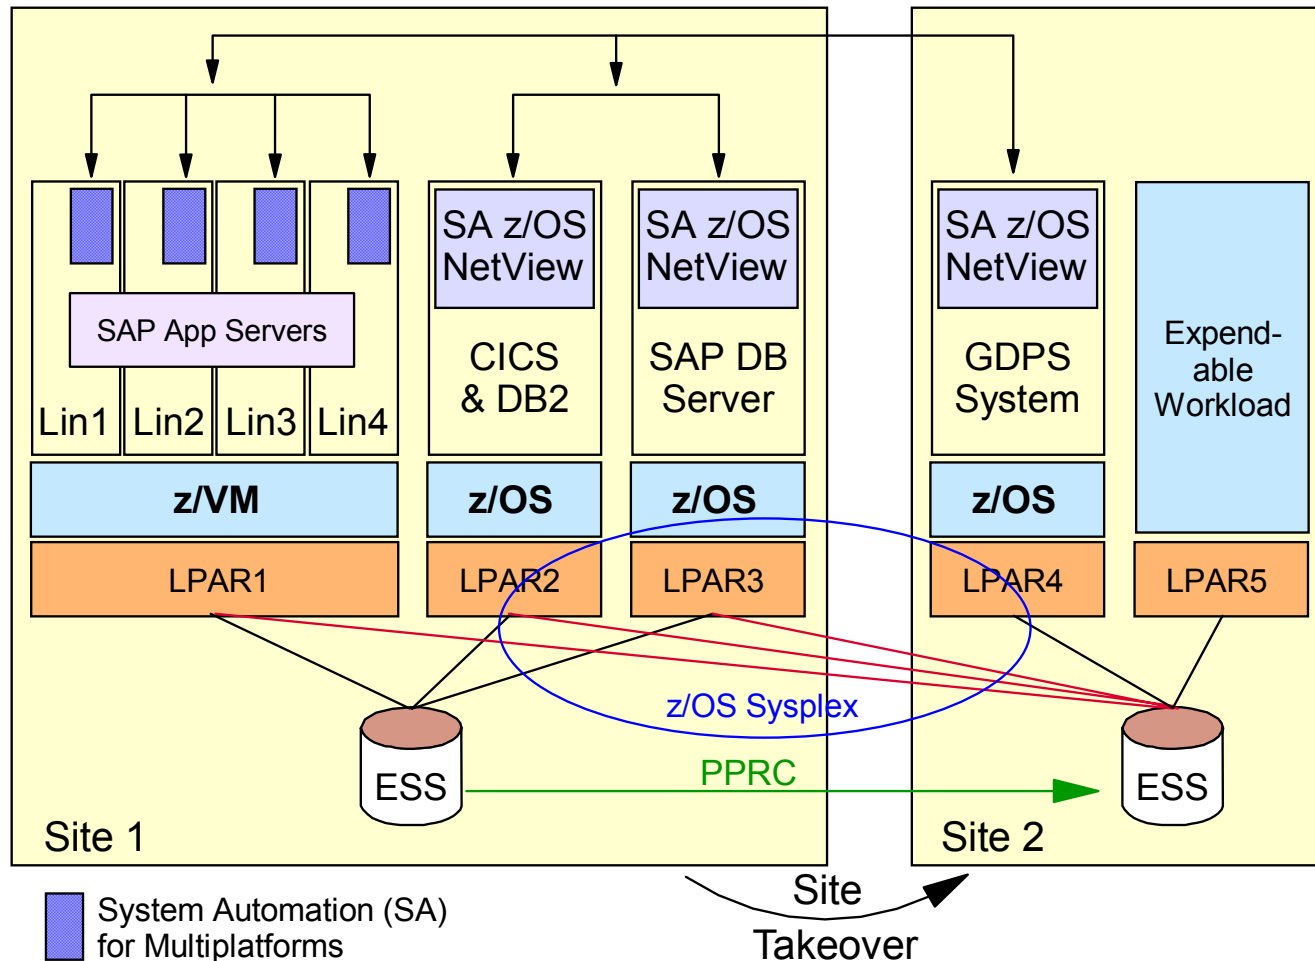 SA z/OS
NetView
SA z/OS
NetView
SA z/OS
NetView
SAP App Servers
CICS
& DB2
SAP DB
Server
GDPS
System
Expend-
able
Workload
Lin1
Lin2
Lin3
Lin4
z/VM
z/OS
z/OS
z/OS
LPAR1
LPAR2
LPAR3
LPAR4
LPAR5
z/OS Sysplex
PPRC
ESS
ESS
Site 1
Site 2
Site
Takeover
System Automation (SA)
for Multiplatforms